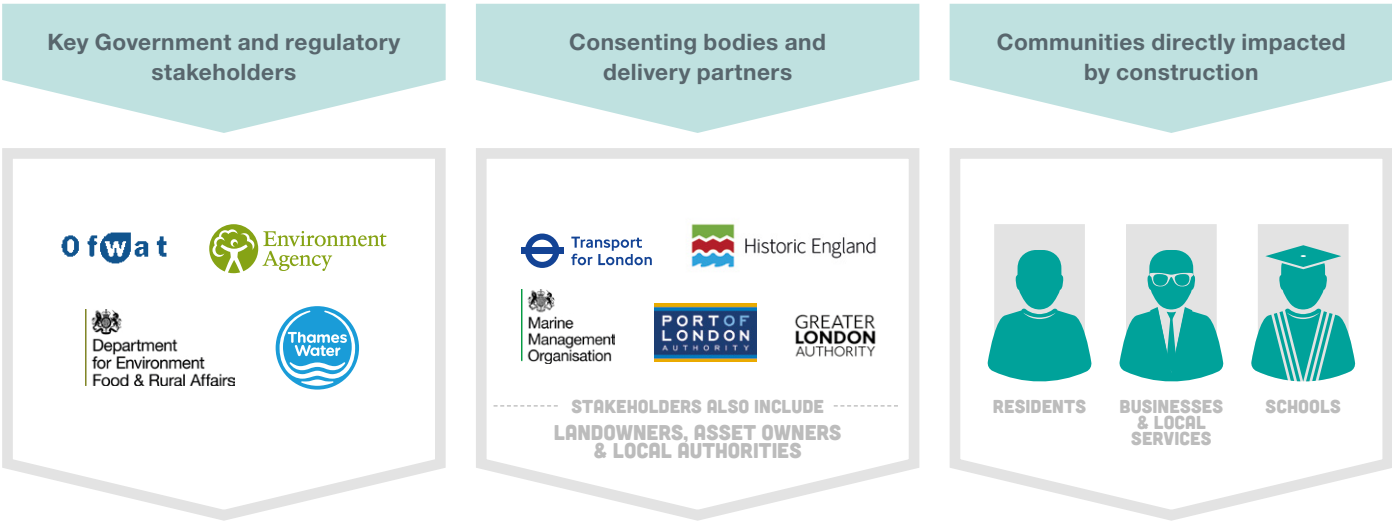 Key Government and regulatory
stakeholders
Ofwat
Environment
Agency
Department
for Environment
Food & Rural Affairs
Thames
Water
Consenting bodies and
delivery partners
Transport
for London
Historic England
Marine
Management
Organisation
PORT OF
LONDON
AUTHORITY
GREATER
LONDON
AUTHORITY
STAKEHOLDERS ALSO INCLUDE
LANDOWNERS, ASSET OWNERS
& LOCAL AUTHORITIES
Communities directly impacted
by construction
RESIDENTS
BUSINESSES
& LOCAL
SERVICES
SCHOOLS